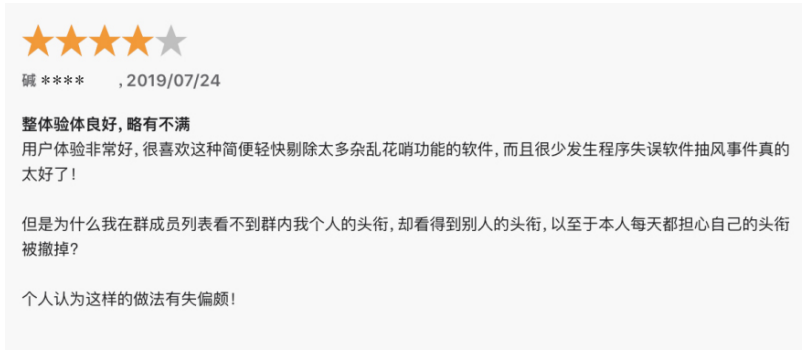 碱 **** , 2019/07/24
整体验体良好, 略有不满
用户体验非常好, 很喜欢这种简便轻快剔除太多杂乱花哨功能的软件, 而且很少发生程序失误软件抽风事件真的
太好了!
但是为什么我在群成员列表看不到群内我个人的头衔, 却看得到别人的头衔, 以至于本人每天都担心自己的头衔
被撤掉?
个人认为这样的做法有失偏颇!